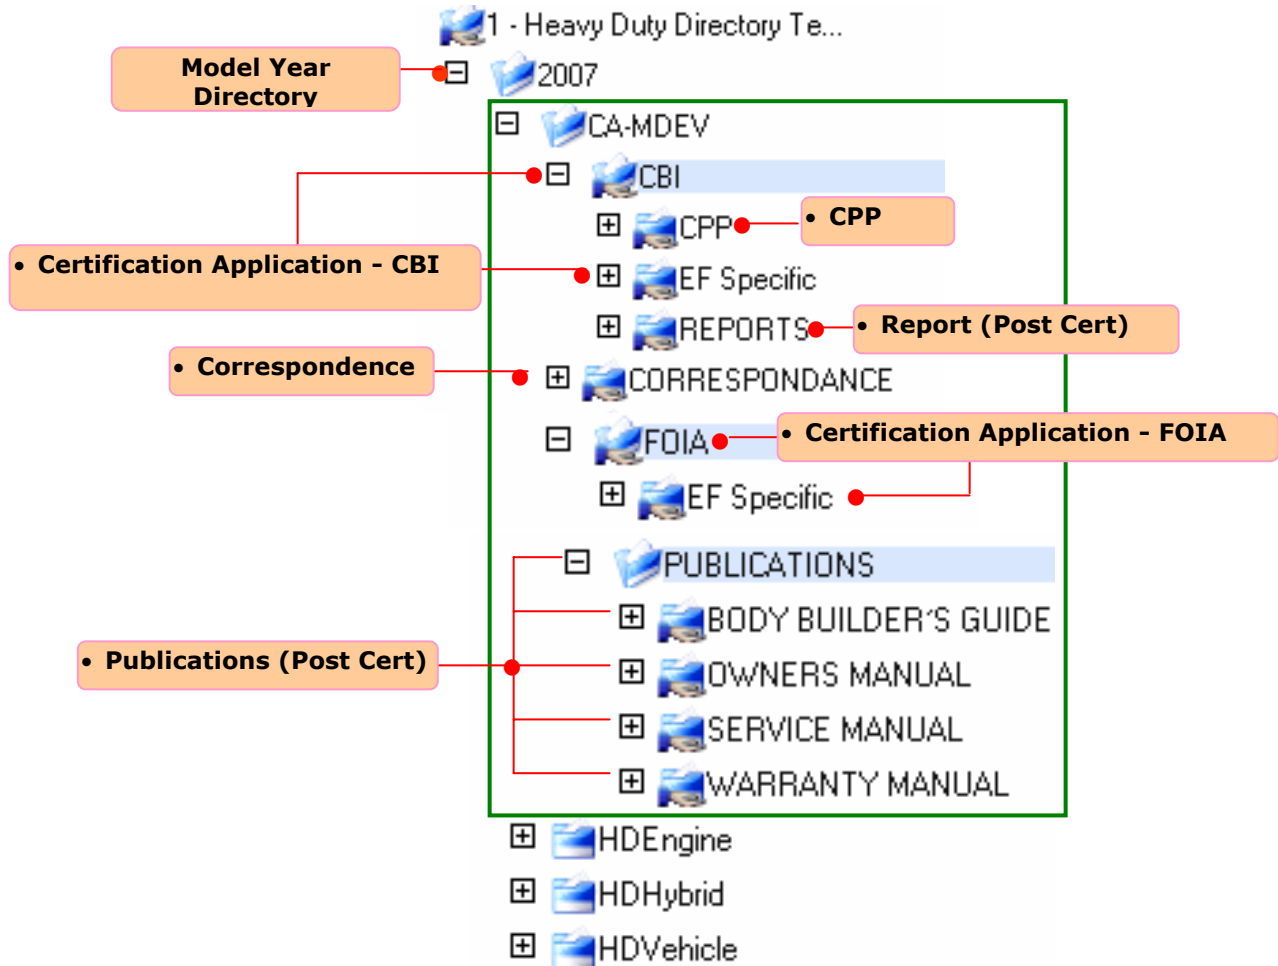 1 - Heavy Duty Directory Te...
Model Year
Directory
2007
CA-MDEV
CBI
CPP
• CPP
• Certification Application - CBI
EF Specific
REPORTS
• Report (Post Cert)
• Correspondence
CORRESPONDANCE
FOIA
• Certification Application - FOIA
EF Specific
PUBLICATIONS
BODY BUILDER'S GUIDE
• Publications (Post Cert)
OWNERS MANUAL
SERVICE MANUAL
WARRANTY MANUAL
HDEngine
HDHybrid
HDVehicle